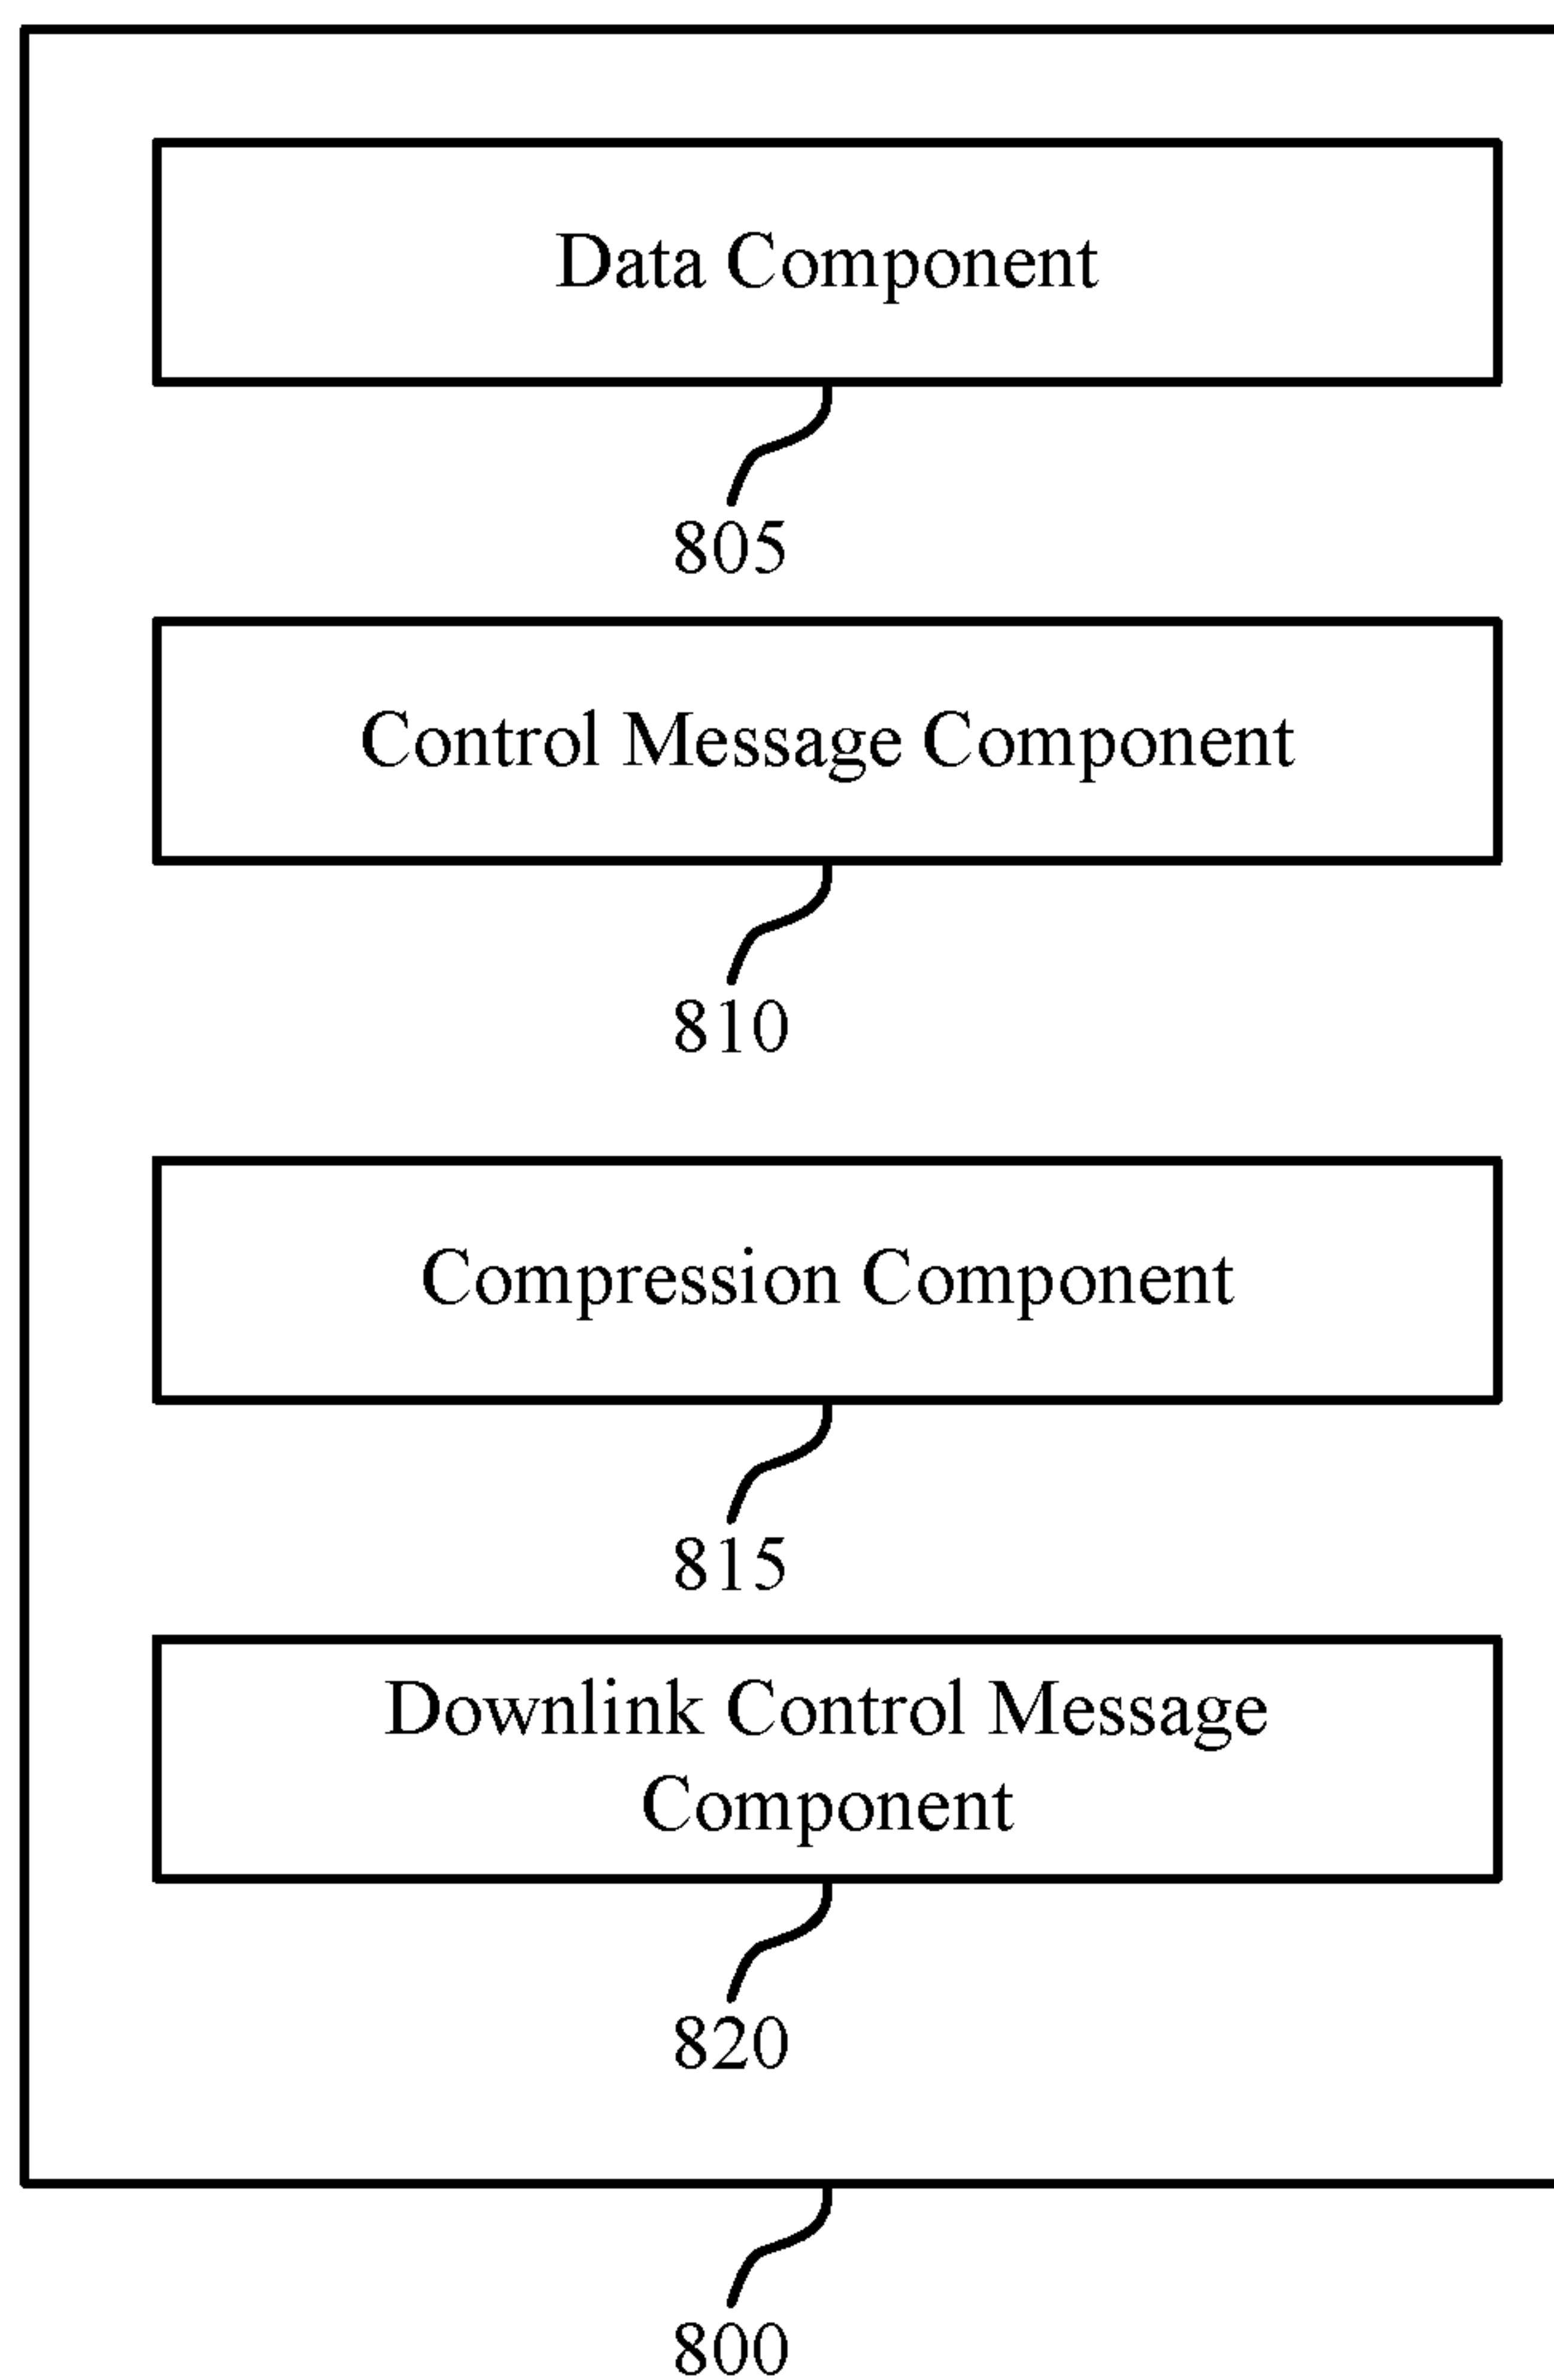 Data Component
805
Control Message Component
810
Compression Component
815
Downlink Control Message
Component
820
800